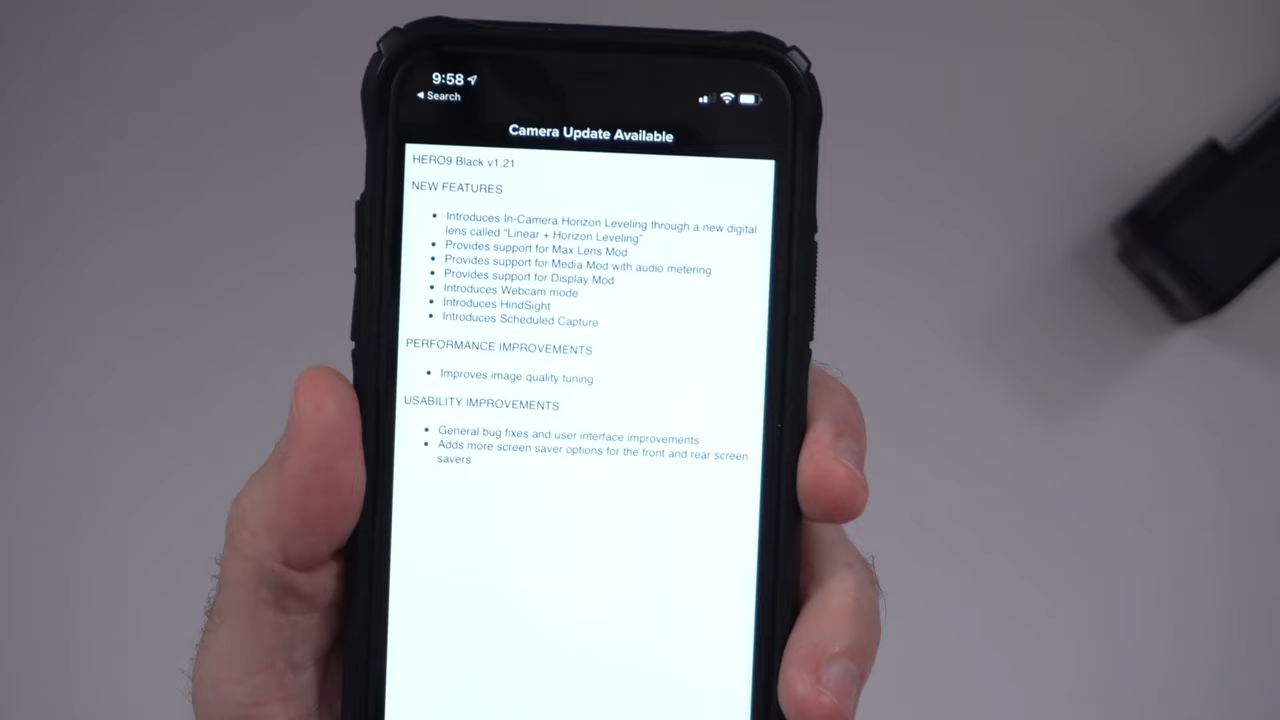 9:58
Search
Camera Update Available
HERO9 Black v1.21
NEW FEATURES
• Introduces In-Camera Horizon Leveling through a new digital
lens called "Linear + Horizon Leveling"
• Provides support for Max Lens Mod
• Provides support for Media Mod with audio metering
• Provides support for Display Mod
• Introduces Webcam mode
• Introduces HindSight
• Introduces Scheduled Capture
PERFORMANCE IMPROVEMENTS
• Improves image quality tuning
USABILITY IMPROVEMENTS
• General bug fixes and user interface improvements
• Adds more screen saver options for the front and rear screen
savers